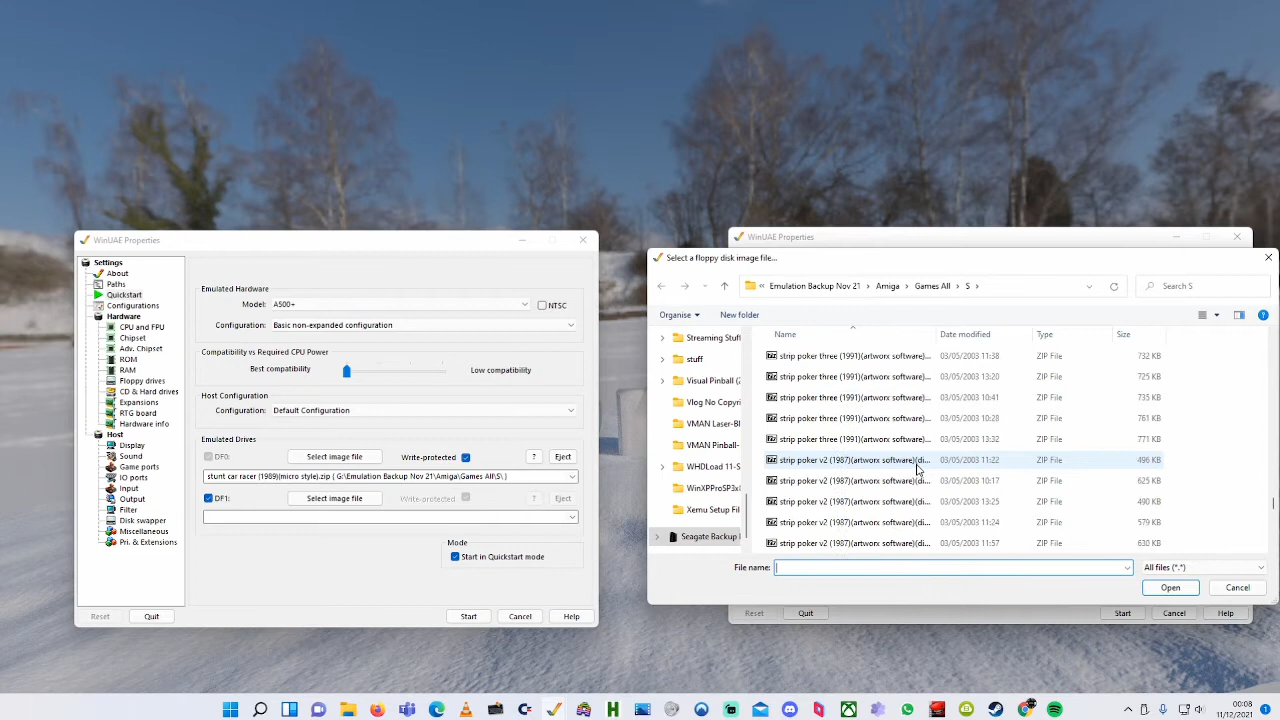 WinUAE Properties
Settings
About
Paths
Quickstart
Configurations
Hardware
CPU and FPU
Chipset
Adv. Chipset
ROM
RAM
Floppy drives
CD & Hard drives
Expansions
RTG board
Hardware info
Host
Display
Sound
Game ports
IO ports
Input
Output
Filter
Disk swapper
Miscellaneous
Pri. & Extensions
Emulated Hardware
Model: A500+ NTSC
Configuration: Basic non-expanded configuration
Compatibility vs Required CPU Power
Best compatibility Low compatibility
Host Configuration
Configuration: Default Configuration
Emulated Drives
DF0: Select image file Write-protected ? Eject
stunt car racer (1989)(micro style).zip { G:\Emulation Backup Nov 21\Amiga\Games All\S\ }
DF1: Select image file Write-protected ? Eject
Mode
Start in Quickstart mode
Reset Quit Start Cancel Help
WinUAE Properties
Select a floppy disk image file...
« Emulation Backup Nov 21 › Amiga › Games All › S ›
Search S
Organise New folder ?
Streaming Stuff
stuff
Visual Pinball (2
Vlog No Copyri
VMAN Laser-Bl
VMAN Pinball-
WHDLoad 11-S
WinXPProSP3x
Xemu Setup Fil
Seagate Backup
Name Date modified Type Size
strip poker three (1991)(artworx software)... 03/05/2003 11:38 ZIP File 732 KB
strip poker three (1991)(artworx software)... 03/05/2003 13:20 ZIP File 725 KB
strip poker three (1991)(artworx software)... 03/05/2003 10:41 ZIP File 735 KB
strip poker three (1991)(artworx software)... 03/05/2003 10:28 ZIP File 761 KB
strip poker three (1991)(artworx software)... 03/05/2003 13:32 ZIP File 771 KB
strip poker v2 (1987)(artworx software)(di... 03/05/2003 11:22 ZIP File 496 KB
strip poker v2 (1987)(artworx software)(di... 03/05/2003 10:17 ZIP File 625 KB
strip poker v2 (1987)(artworx software)(di... 03/05/2003 13:25 ZIP File 490 KB
strip poker v2 (1987)(artworx software)(di... 03/05/2003 11:24 ZIP File 579 KB
strip poker v2 (1987)(artworx software)(di... 03/05/2003 11:57 ZIP File 630 KB
File name: All files (*.*)
Open Cancel
Reset Quit Start Cancel Help
00:08
11/12/2021